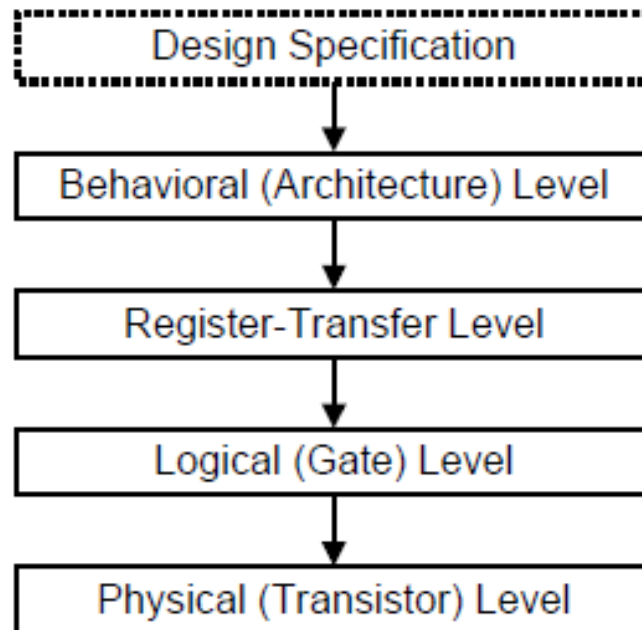 Design Specification
Behavioral (Architecture) Level
Register-Transfer Level
Logical (Gate) Level
Physical (Transistor) Level